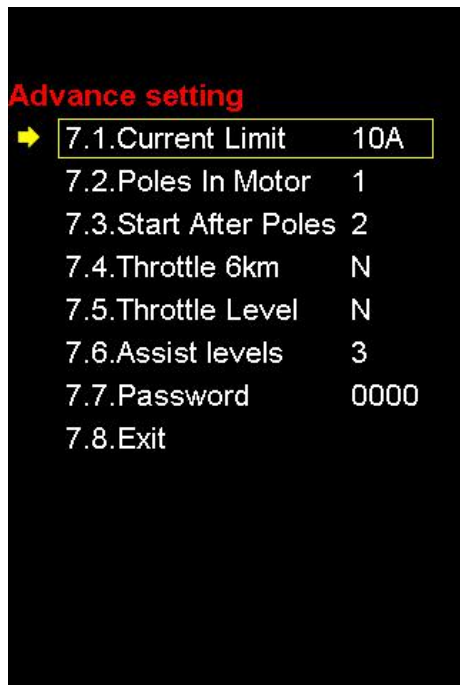 Advance setting
7.1.Current Limit 10A
7.2.Poles In Motor 1
7.3.Start After Poles 2
7.4.Throttle 6km N
7.5.Throttle Level N
7.6.Assist levels 3
7.7.Password 0000
7.8.Exit